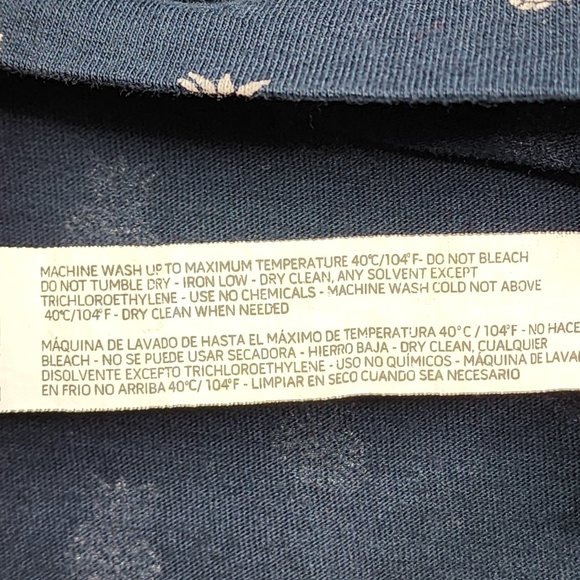 MACHINE WASH UP TO MAXIMUM TEMPERATURE 40°C/104°F- DO NOT BLEACH
DO NOT TUMBLE DRY - IRON LOW - DRY CLEAN, ANY SOLVENT EXCEPT
TRICHLOROETHYLENE - USE NO CHEMICALS - MACHINE WASH COLD NOT ABOVE
40°C/104°F - DRY CLEAN WHEN NEEDED
MÁQUINA DE LAVADO DE HASTA EL MÁXIMO DE TEMPERATURA 40°C / 104°F - NO HACE
BLEACH - NO SE PUEDE USAR SECADORA - HIERRO BAJA - DRY CLEAN, CUALQUIER
DISOLVENTE EXCEPTO TRICHLOROETHYLENE - USO NO QUÍMICOS - MÁQUINA DE LAVA
EN FRIO NO ARRIBA 40°C/ 104°F - LIMPIAR EN SECO CUANDO SEA NECESARIO